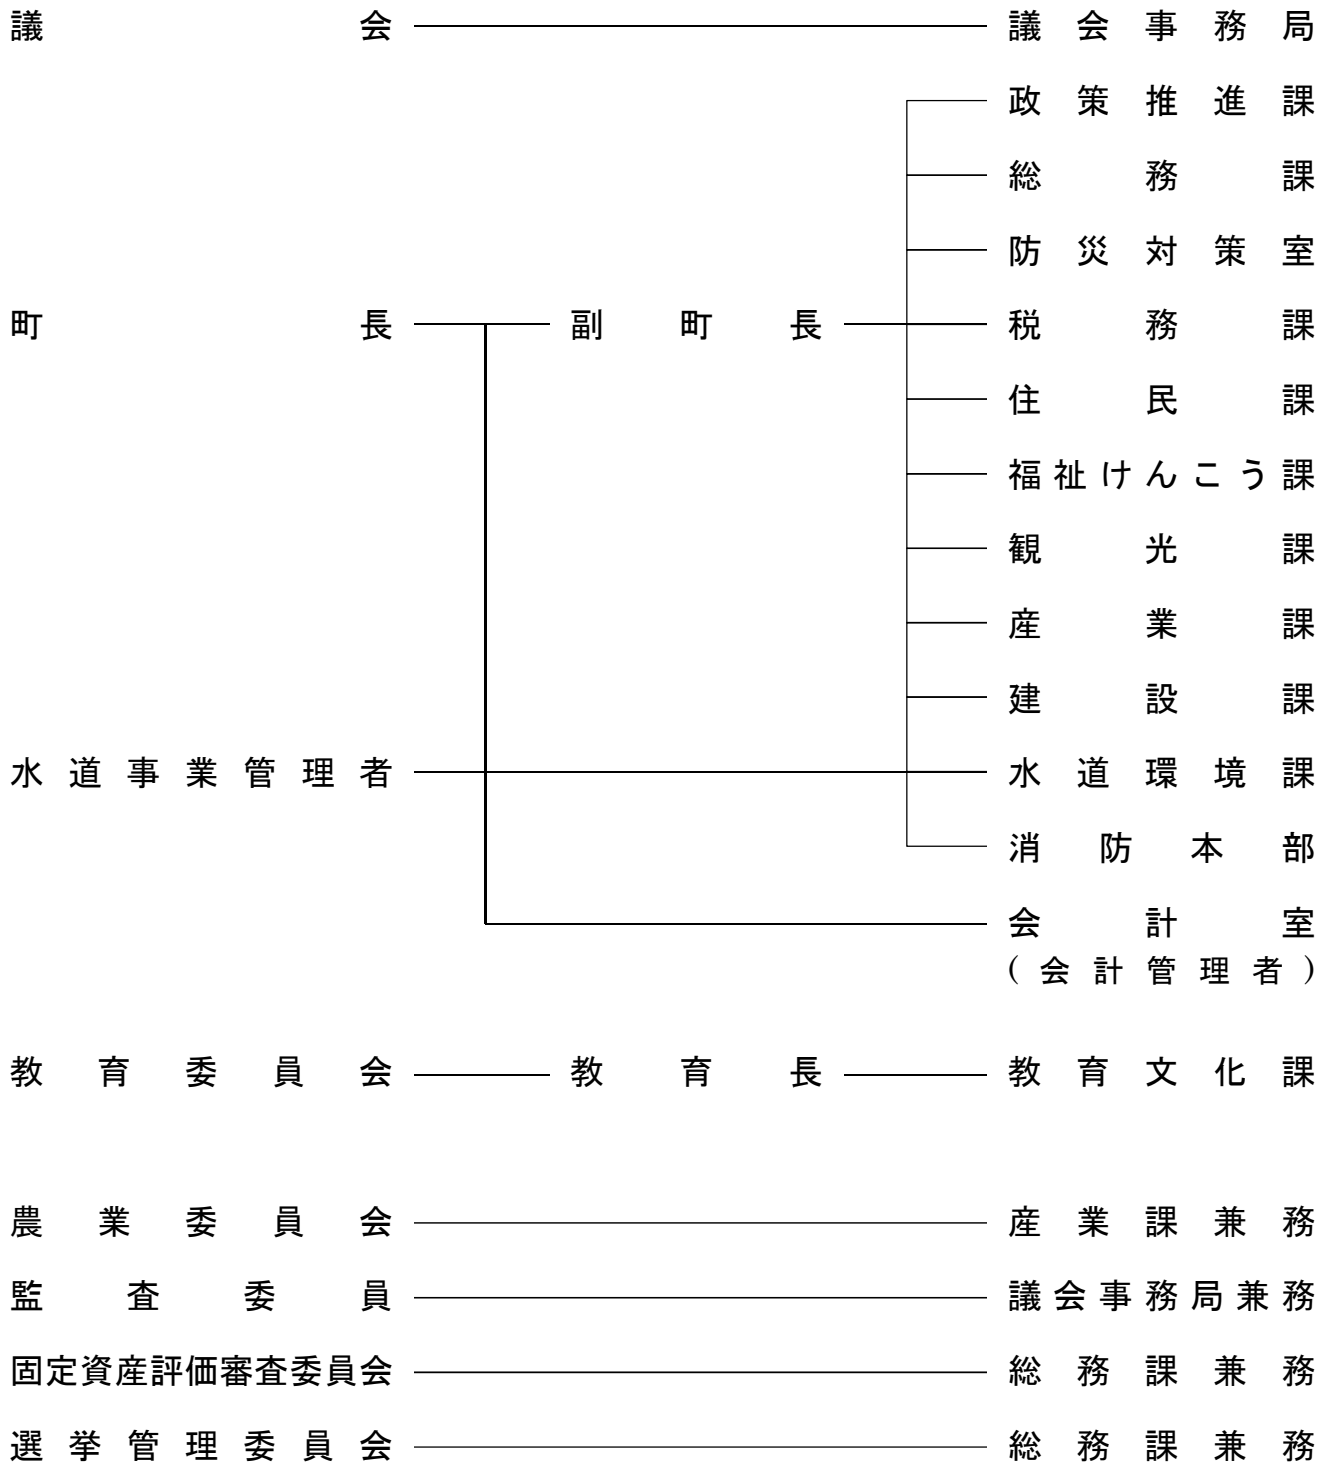 議会 議会事務局
政策推進課
総務課
防災対策室
町長 副町長 税務課
住民課
福祉けんこう課
観光課
産業課
建設課
水道事業管理者 水道環境課
消防本部
会計室
(会計管理者)
教育委員会 教育長 教育文化課
農業委員会 産業課兼務
監査委員 議会事務局兼務
固定資産評価審査委員会 総務課兼務
選挙管理委員会 総務課兼務